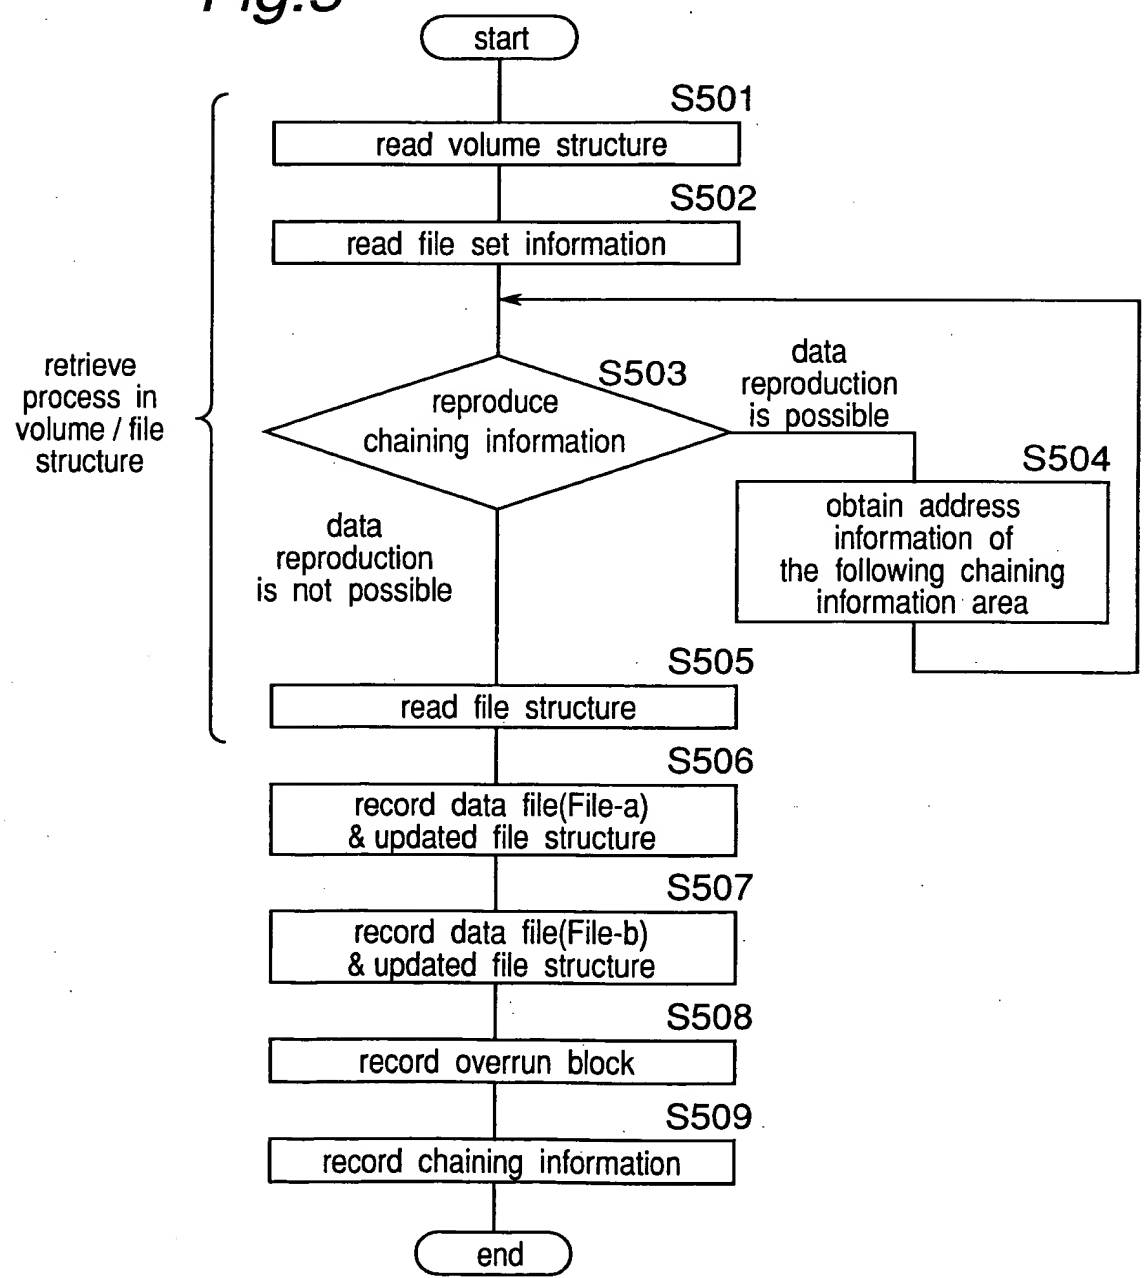 Fig.5
start
S501
read volume structure
S502
read file set information
retrieve
process in
volume / file
structure
S503
reproduce
chaining information
data
reproduction
is possible
S504
obtain address
information of
the following chaining
information area
data
reproduction
is not possible
S505
read file structure
S506
record data file(File-a)
& updated file structure
S507
record data file(File-b)
& updated file structure
S508
record overrun block
S509
record chaining information
end